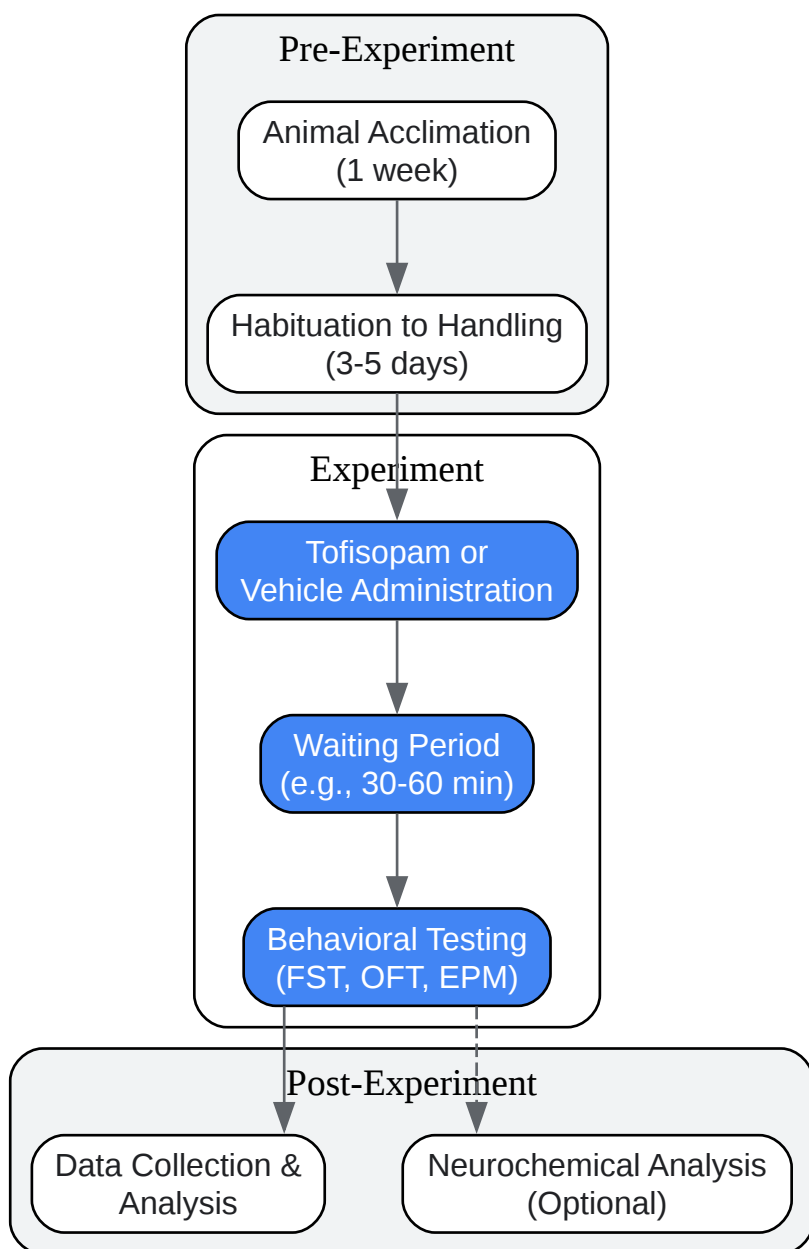 Pre-Experiment
Animal Acclimation
(1 week)
Habituation to Handling
(3-5 days)
Experiment
Tofisopam or
Vehicle Administration
Waiting Period
(e.g., 30-60 min)
Behavioral Testing
(FST, OFT, EPM)
Post-Experiment
Data Collection &
Analysis
Neurochemical Analysis
(Optional)